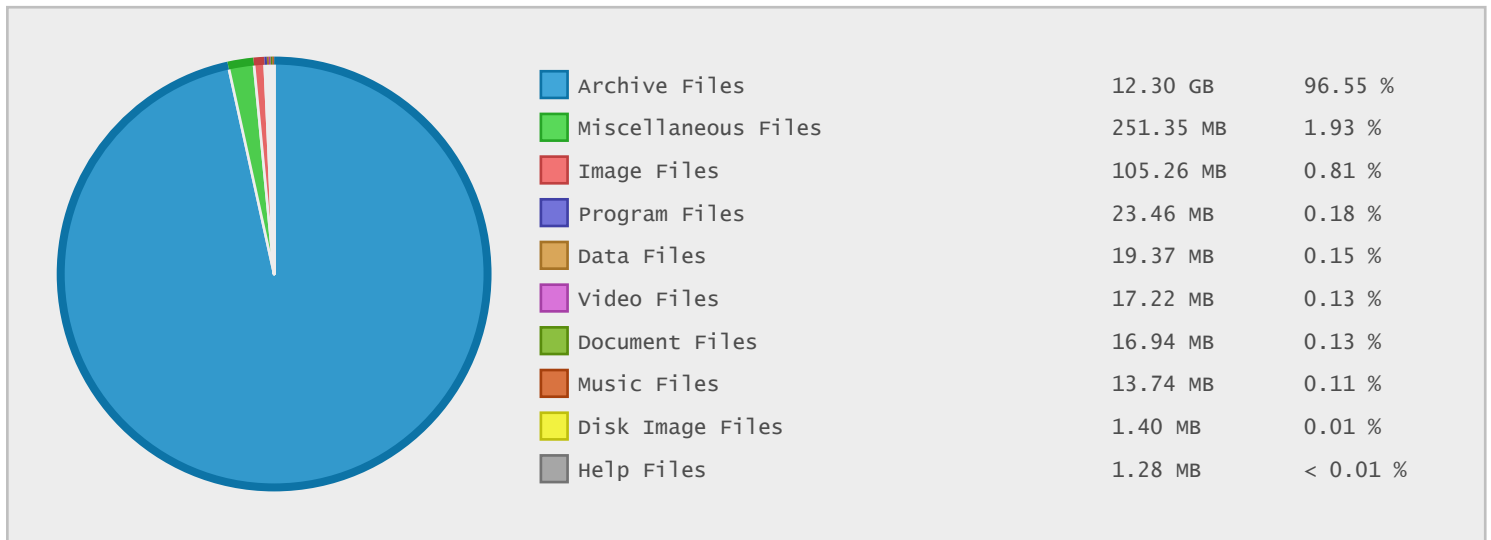 Archive Files 12.30 GB 96.55 %
Miscellaneous Files 251.35 MB 1.93 %
Image Files 105.26 MB 0.81 %
Program Files 23.46 MB 0.18 %
Data Files 19.37 MB 0.15 %
Video Files 17.22 MB 0.13 %
Document Files 16.94 MB 0.13 %
Music Files 13.74 MB 0.11 %
Disk Image Files 1.40 MB 0.01 %
Help Files 1.28 MB < 0.01 %